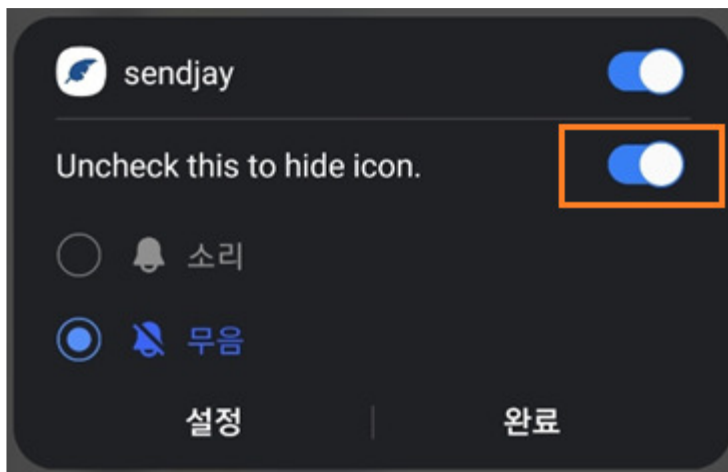 sendjay
Uncheck this to hide icon.
소리
무음
설정
완료